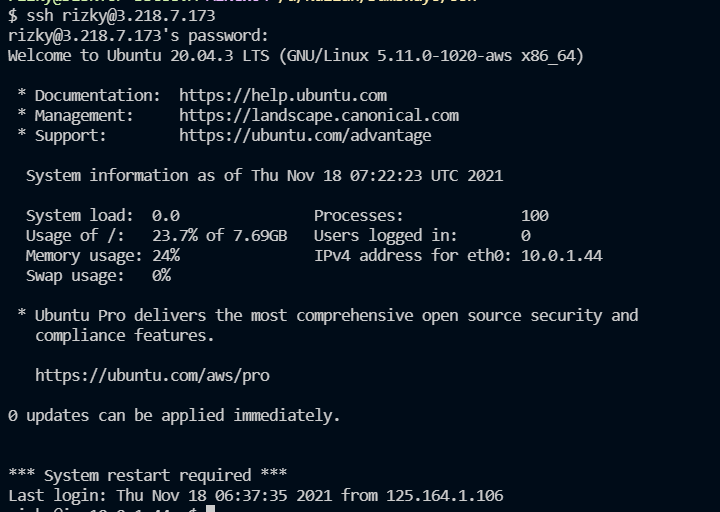 $ ssh rizky@3.218.7.173
rizky@3.218.7.173's password:
Welcome to Ubuntu 20.04.3 LTS (GNU/Linux 5.11.0-1020-aws x86_64)
* Documentation:  https://help.ubuntu.com
* Management:     https://landscape.canonical.com
* Support:        https://ubuntu.com/advantage
System information as of Thu Nov 18 07:22:23 UTC 2021
System load:  0.0               Processes:             100
Usage of /:   23.7% of 7.69GB   Users logged in:       0
Memory usage: 24%               IPv4 address for eth0: 10.0.1.44
Swap usage:   0%
* Ubuntu Pro delivers the most comprehensive open source security and
compliance features.
https://ubuntu.com/aws/pro
0 updates can be applied immediately.
*** System restart required ***
Last login: Thu Nov 18 06:37:35 2021 from 125.164.1.106